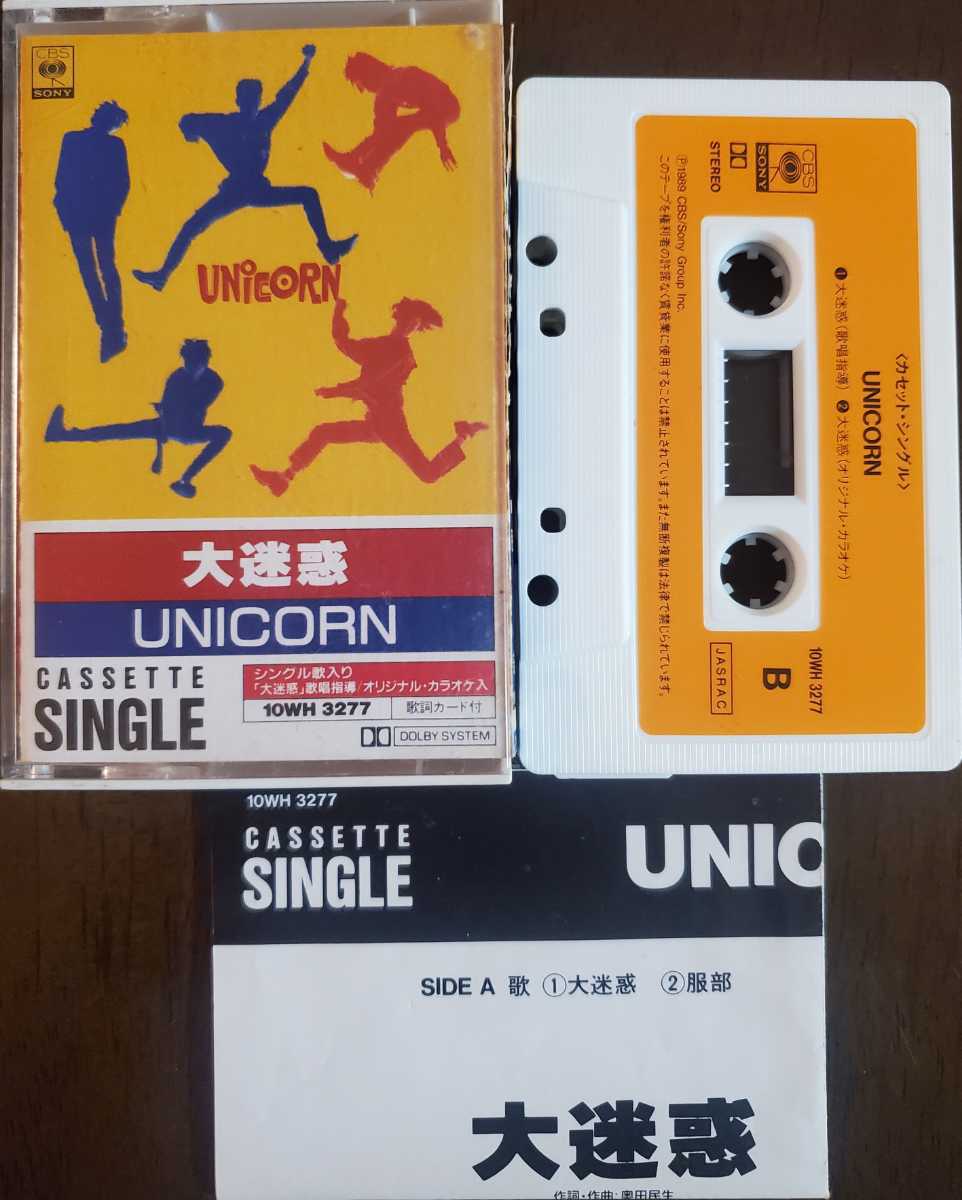 CBS
SONY
UNICORN
大迷惑
UNICORN
CASSETTE
SINGLE
シングル歌入り
「大迷惑」歌唱指導/オリジナル・カラオケ入
10WH 3277
歌詞カード付
DOLBY SYSTEM
〈カセット・シングル〉
UNICORN
❶大迷惑(歌唱指導) ❷大迷惑(オリジナル・カラオケ)
CBS
SONY
STEREO
Ⓟ1989 CBS/Sony Group Inc.
このテープを権利者の許諾なく賃貸業に使用することは禁止されています。また無断複製は法律で禁じられています。
10WH 3277
B
JASRAC
10WH 3277
CASSETTE
SINGLE
UNIC
SIDE A 歌 ①大迷惑 ②服部
大迷惑
作詞・作曲:奥田民生